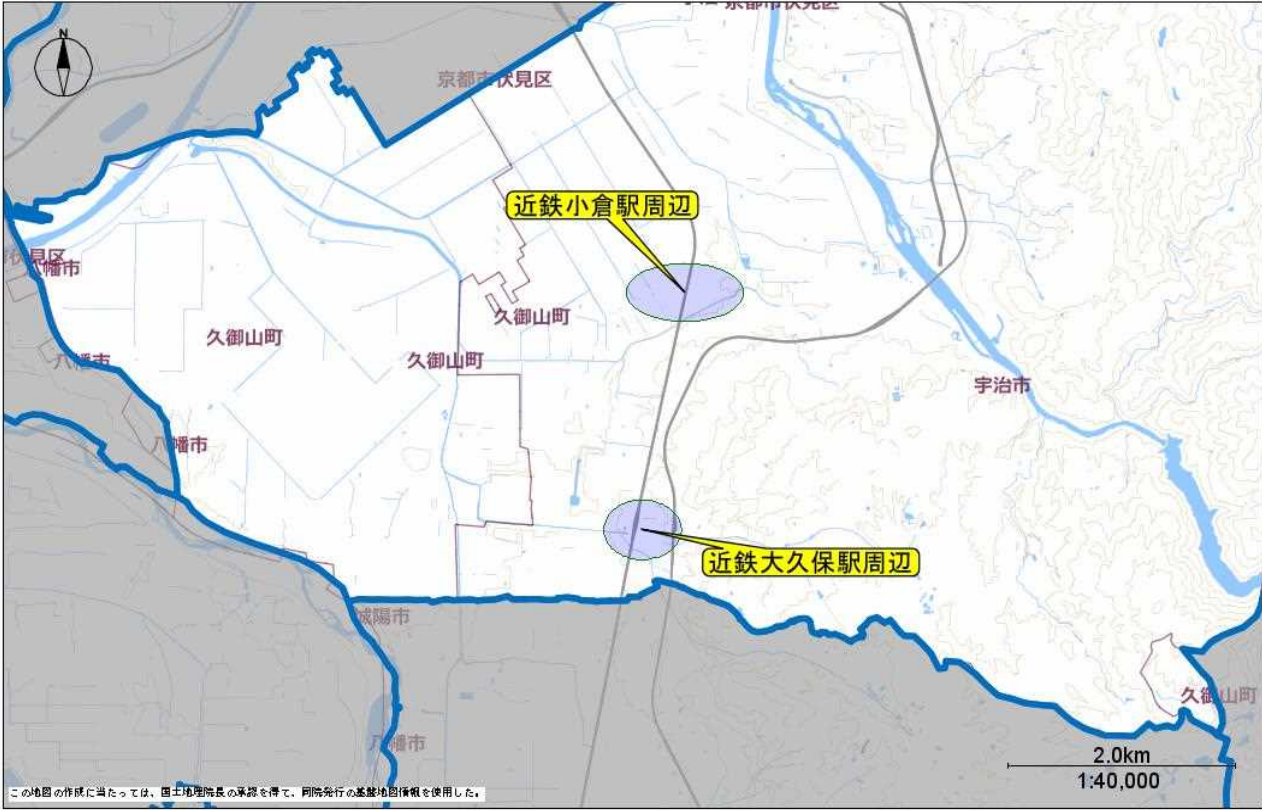 京都市伏見区
N
京都市伏見区
近鉄小倉駅周辺
八幡市
久御山町
久御山町
久御山町
八幡市
宇治市
八幡市
近鉄大久保駅周辺
城陽市
久御山町
八幡市
2.0km
1:40,000
この地図の作成に当たっては、国土地理院長の承認を得て、同院発行の基盤地図情報を使用した。